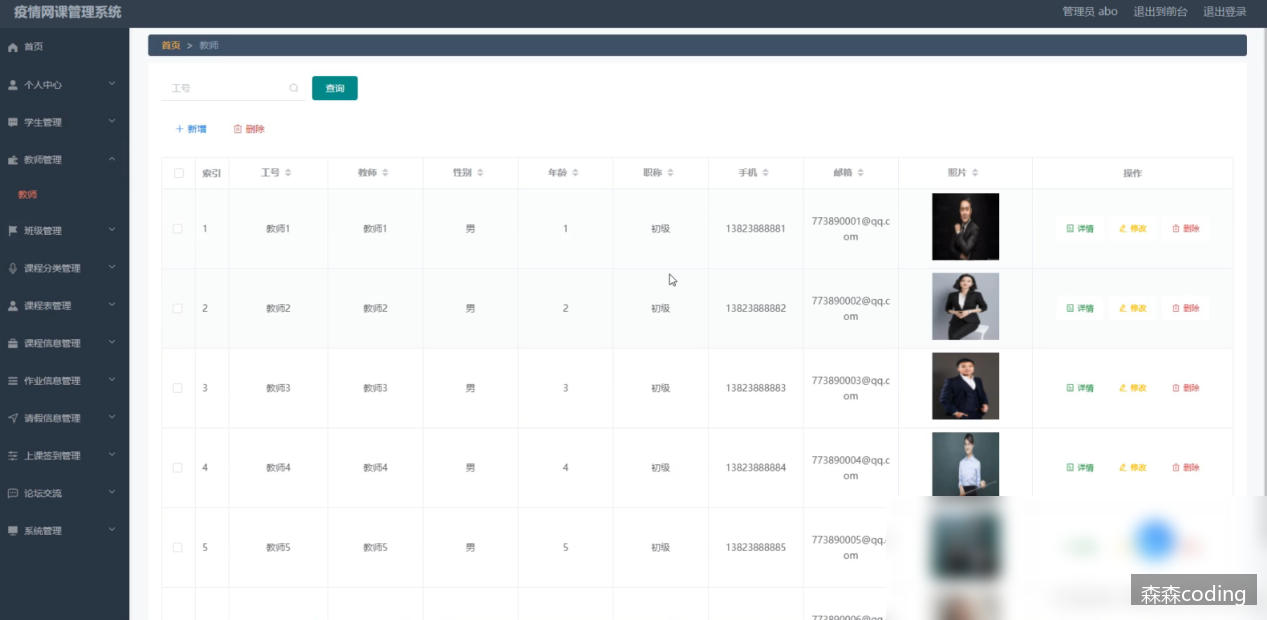 疫情网课管理系统
管理员 abo 退出到前台 退出登录
首页
个人中心
学生管理
教师管理
教师
班级管理
课程分类管理
课程表管理
课程信息管理
作业信息管理
请假信息管理
上课签到管理
论坛交流
系统管理
首页 > 教师
工号 查询
+ 新增 删除
索引 工号 教师 性别 年龄 职称 手机 邮箱 照片 操作
1 教师1 教师1 男 1 初级 13823888881 773890001@qq.c
om 详情 修改 删除
2 教师2 教师2 男 2 初级 13823888882 773890002@qq.c
om 详情 修改 删除
3 教师3 教师3 男 3 初级 13823888883 773890003@qq.c
om 详情 修改 删除
4 教师4 教师4 男 4 初级 13823888884 773890004@qq.c
om 详情 修改 删除
5 教师5 教师5 男 5 初级 13823888885 773890005@qq.
om
森森coding